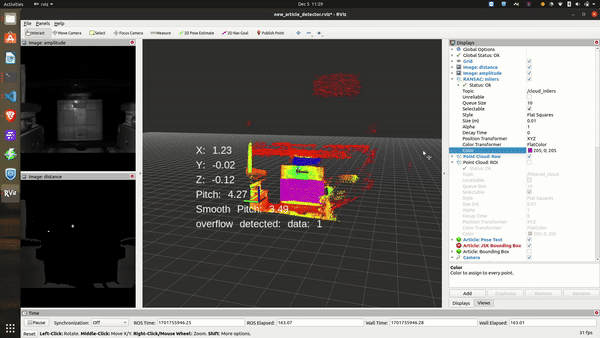 Activities
rviz
Dec 5 11:29
new_article_detector.rviz* - RViz
File Panels Help
Interact Move Camera Select Focus Camera Measure 2D Pose Estimate 2D Nav Goal Publish Point
Image: amplitude
Image: distance
X: 1.23
Y: -0.02
Z: -0.12
Pitch: 4.27
Smooth Pitch: 3.49
overflow detected: data: 1
Displays
Global Options
Global Status: Ok
Grid
Image: distance
Image: amplitude
RANSAC: Inliers
Status: Ok
Topic /cloud_inliers
Unreliable
Queue Size 10
Selectable
Style Flat Squares
Size (m) 0.01
Alpha 1
Decay Time 0
Position Transformer XYZ
Color Transformer FlatColor
Color 205; 0; 205
Point Cloud: Raw
Point Cloud: ROI
Status: Ok
Unreliable
Queue Size 10
Selectable
Style Flat Squares
Size (m) 0.01
Alpha 1
Decay Time 0
Position Transformer XYZ
Color Transformer FlatColor
Article: Pose Text
Article: JSK Bounding Box
Article: Bounding Box
Camera
Color
Color to assign to every point.
Add Duplicate Remove Rename
Displays Views
Time
Pause Synchronization: Off ROS Time: 1701755946.25 ROS Elapsed: 163.07 Wall Time: 1701755946.28 Wall Elapsed: 163.01
Reset Left-Click: Rotate. Middle-Click: Move X/Y. Right-Click/Mouse Wheel: Zoom. Shift: More options. 31 fps